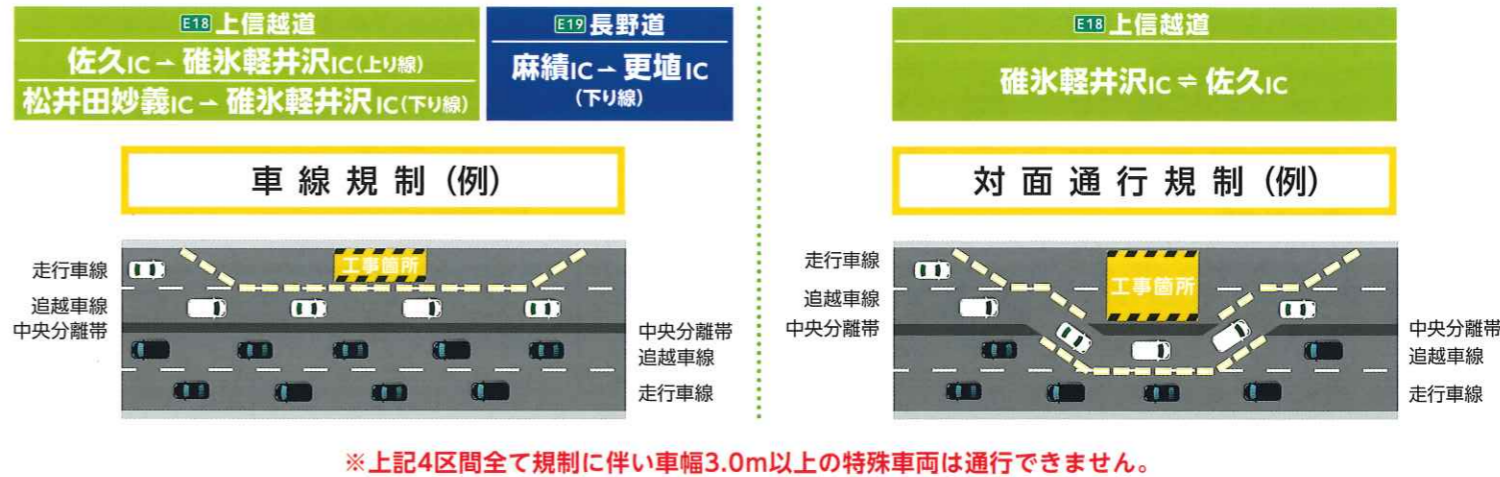 E18 上信越道
佐久IC→碓氷軽井沢IC(上り線)
松井田妙義IC→碓氷軽井沢IC(下り線)
E19 長野道
麻績IC→更埴IC
(下り線)
車線規制(例)
走行車線
追越車線
中央分離帯
工事箇所
中央分離帯
追越車線
走行車線
E18 上信越道
碓氷軽井沢IC⇌佐久IC
対面通行規制(例)
走行車線
追越車線
中央分離帯
工事箇所
中央分離帯
追越車線
走行車線
※上記4区間全て規制に伴い車幅3.0m以上の特殊車両は通行できません。